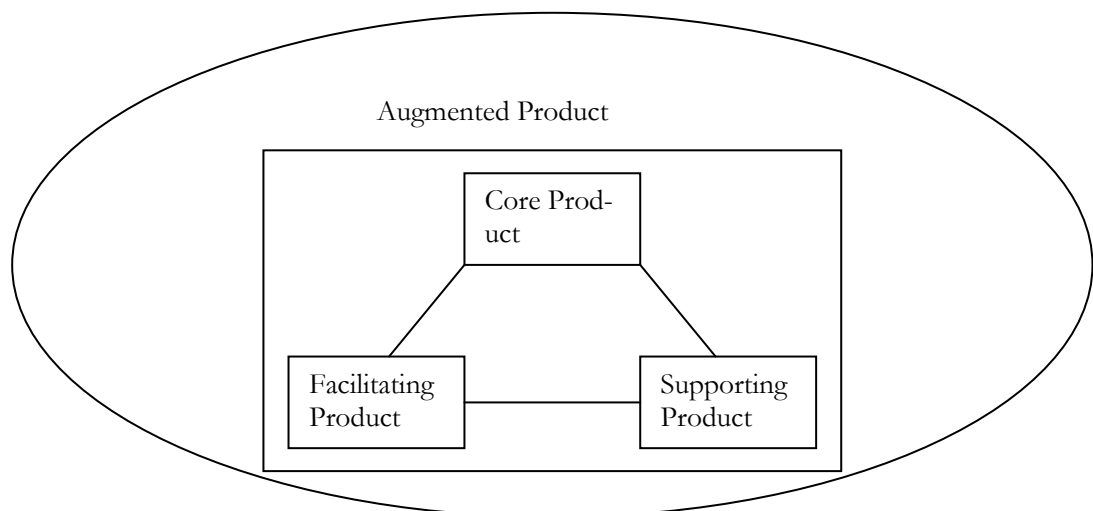 Augmented Product
Core Prod-
uct
Facilitating
Product
Supporting
Product